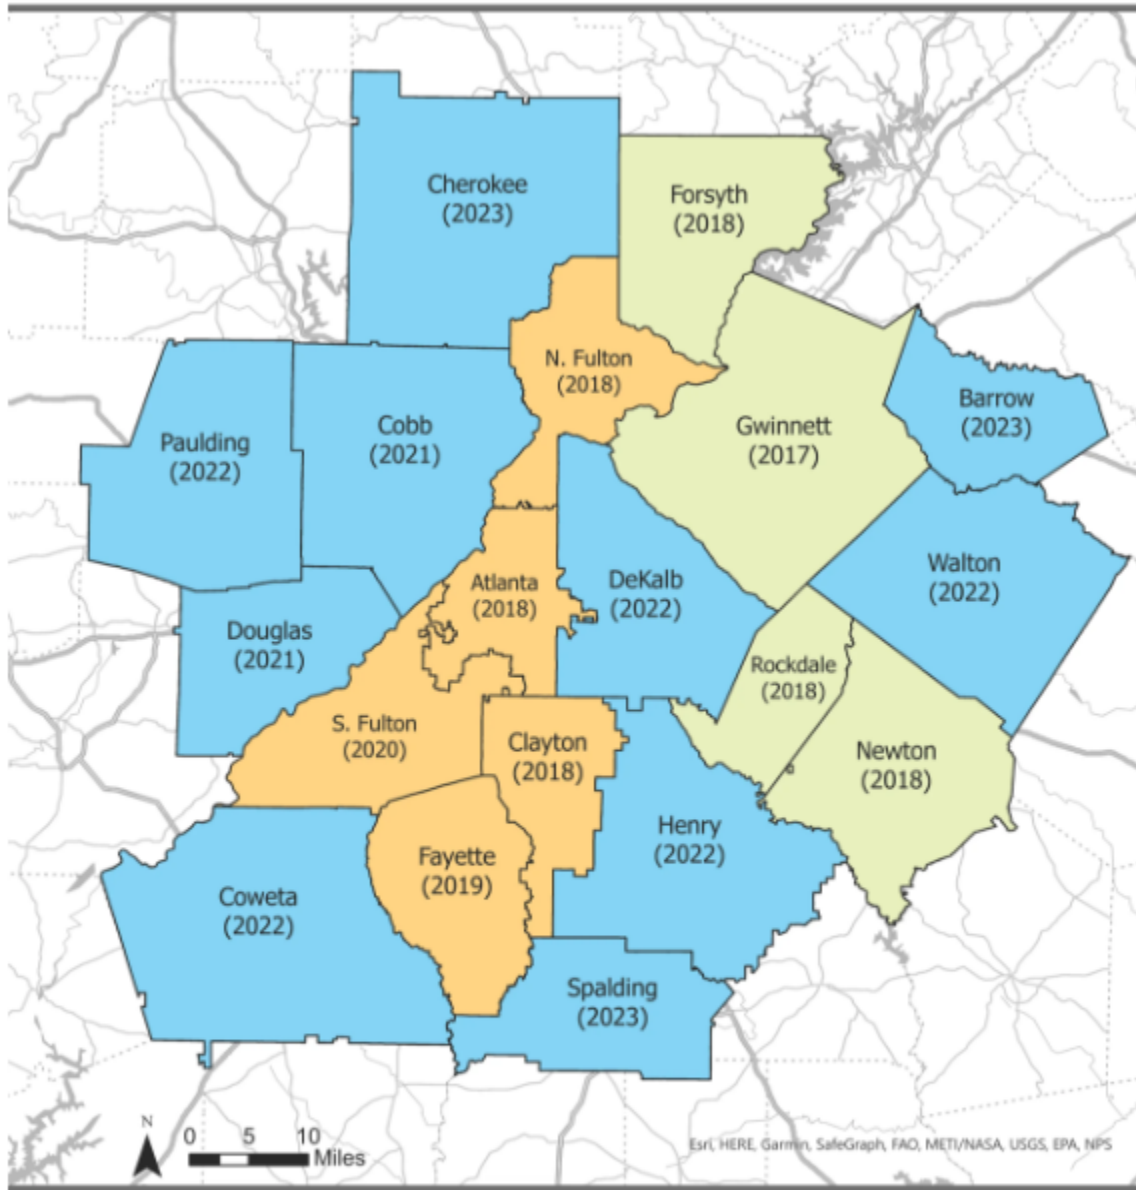 Cherokee
(2023)
Forsyth
(2018)
N. Fulton
(2018)
Barrow
(2023)
Paulding
(2022)
Cobb
(2021)
Gwinnett
(2017)
Walton
(2022)
Atlanta
(2018)
DeKalb
(2022)
Douglas
(2021)
Rockdale
(2018)
S. Fulton
(2020)
Clayton
(2018)
Newton
(2018)
Henry
(2022)
Fayette
(2019)
Coweta
(2022)
Spalding
(2023)
N
0 5 10
Miles
Esri, HERE, Garmin, SafeGraph, FAO, METI/NASA, USGS, EPA, NPS